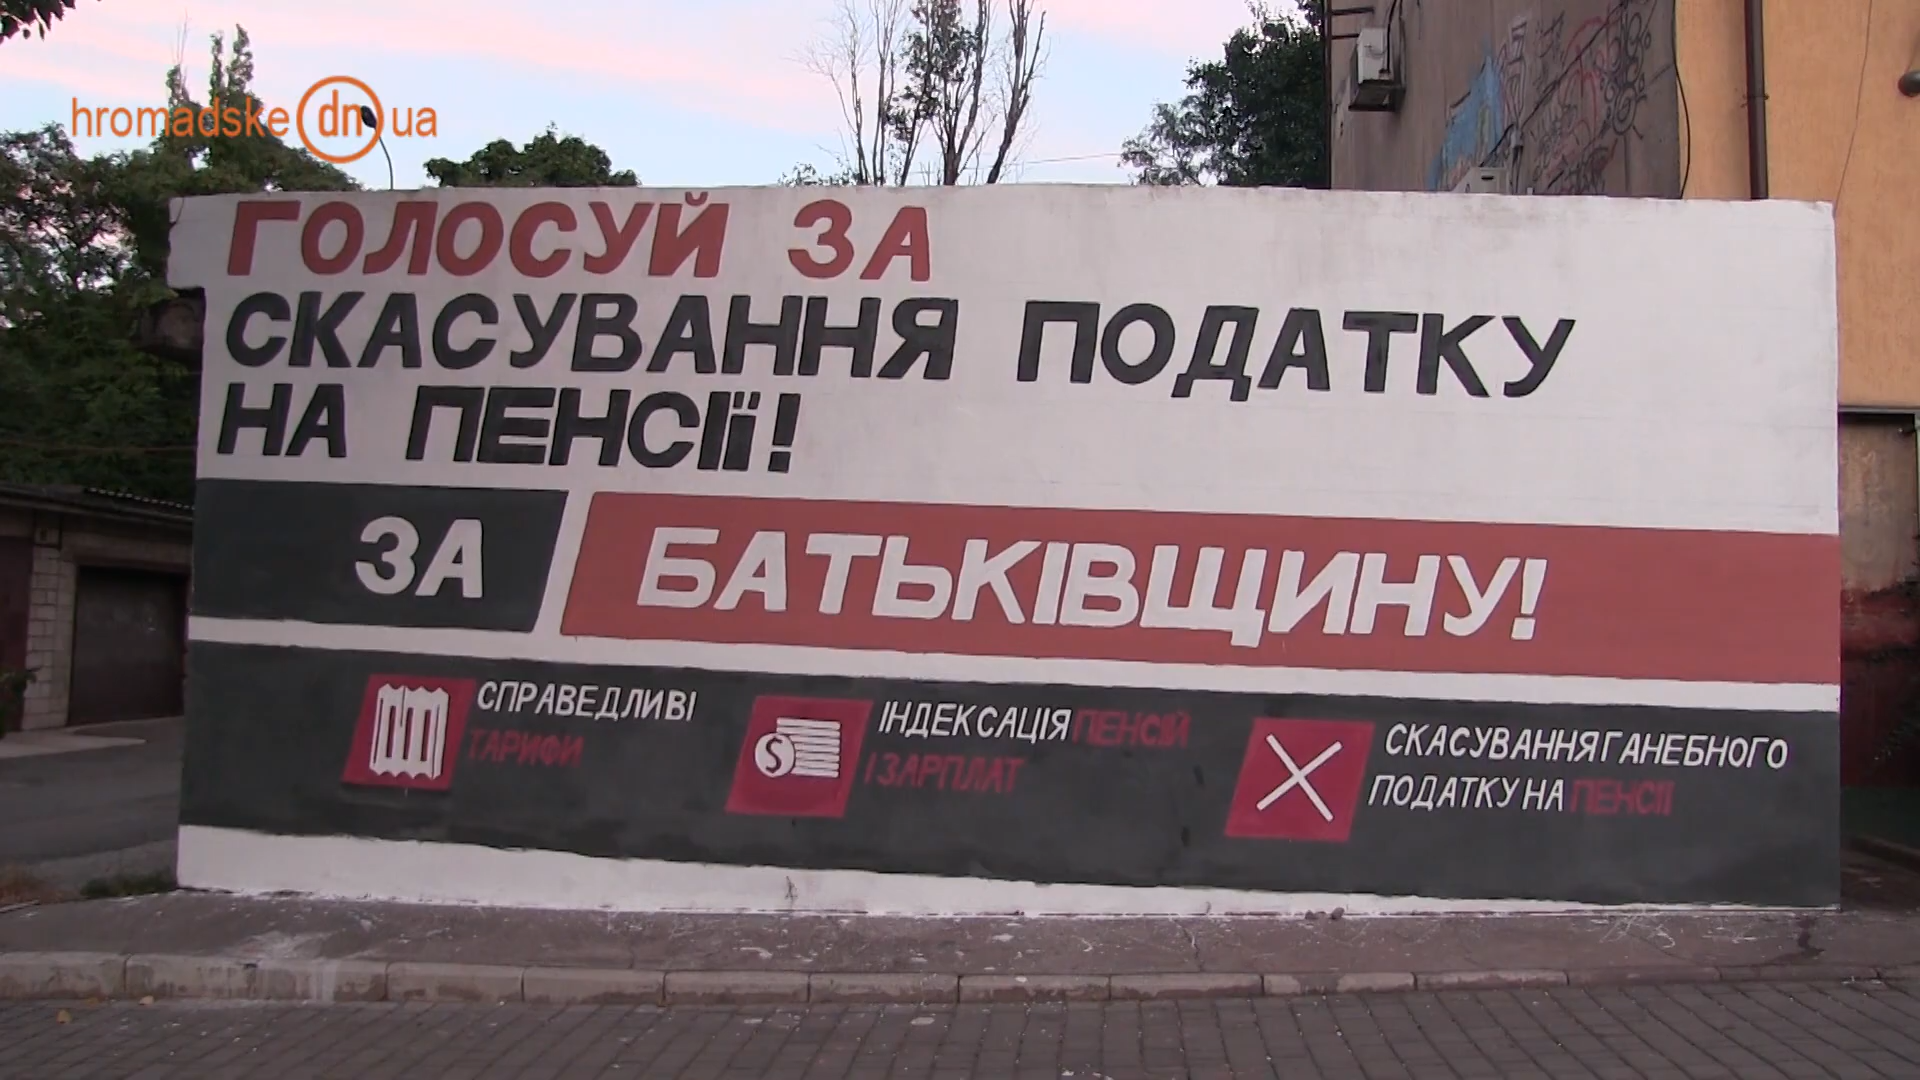 hromadske dn ua
ГОЛОСУЙ ЗА
СКАСУВАННЯ ПОДАТКУ
НА ПЕНСІЇ!
ЗА БАТЬКІВЩИНУ!
СПРАВЕДЛИВІ
ТАРИФИ
ІНДЕКСАЦІЯ ПЕНСІЙ
І ЗАРПЛАТ
СКАСУВАННЯ ГАНЕБНОГО
ПОДАТКУ НА ПЕНСІЇ